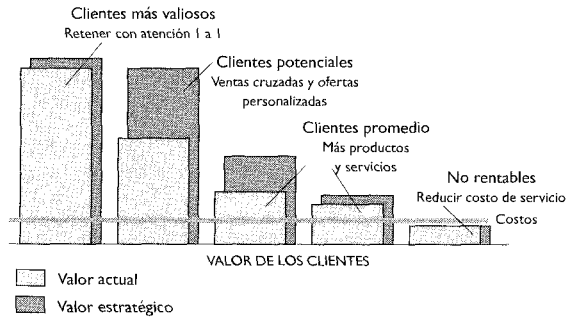 Clientes más valiosos
Retener con atención 1 a 1
Clientes potenciales
Ventas cruzadas y ofertas
personalizadas
Clientes promedio
Más productos
y servicios
No rentables
Reducir costo de servicio
Costos
VALOR DE LOS CLIENTES
Valor actual
Valor estratégico